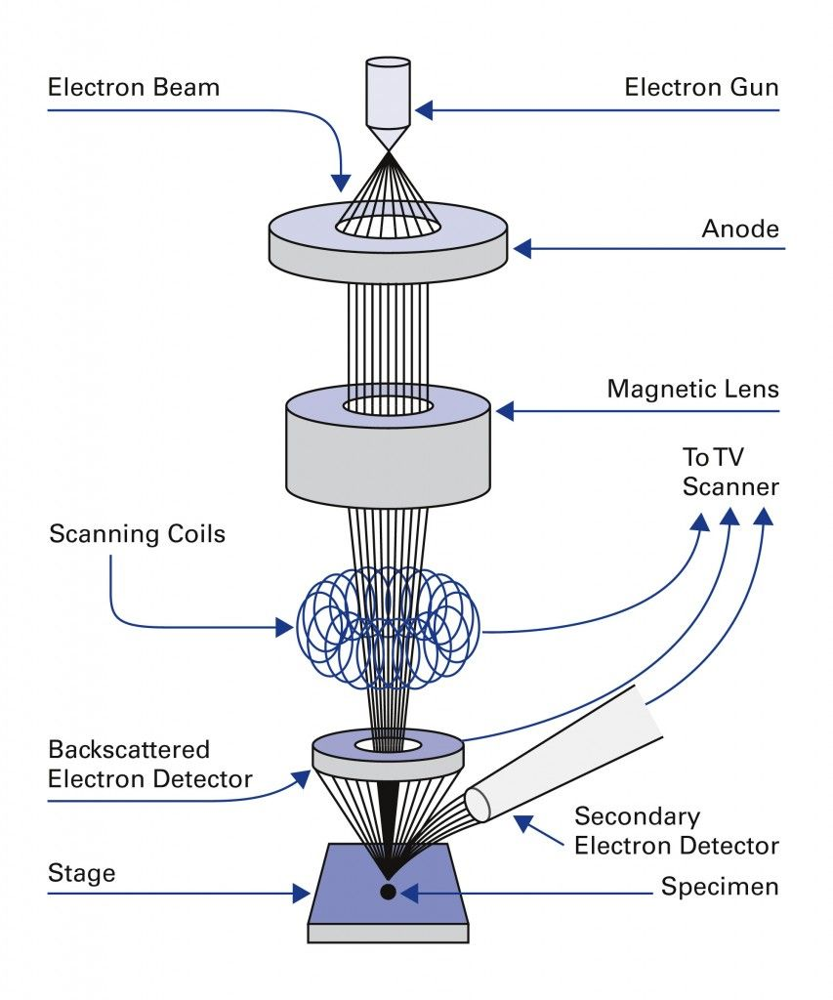 Electron Beam
Electron Gun
Anode
Magnetic Lens
To TV
Scanner
Scanning Coils
Backscattered
Electron Detector
Secondary
Electron Detector
Stage
Specimen